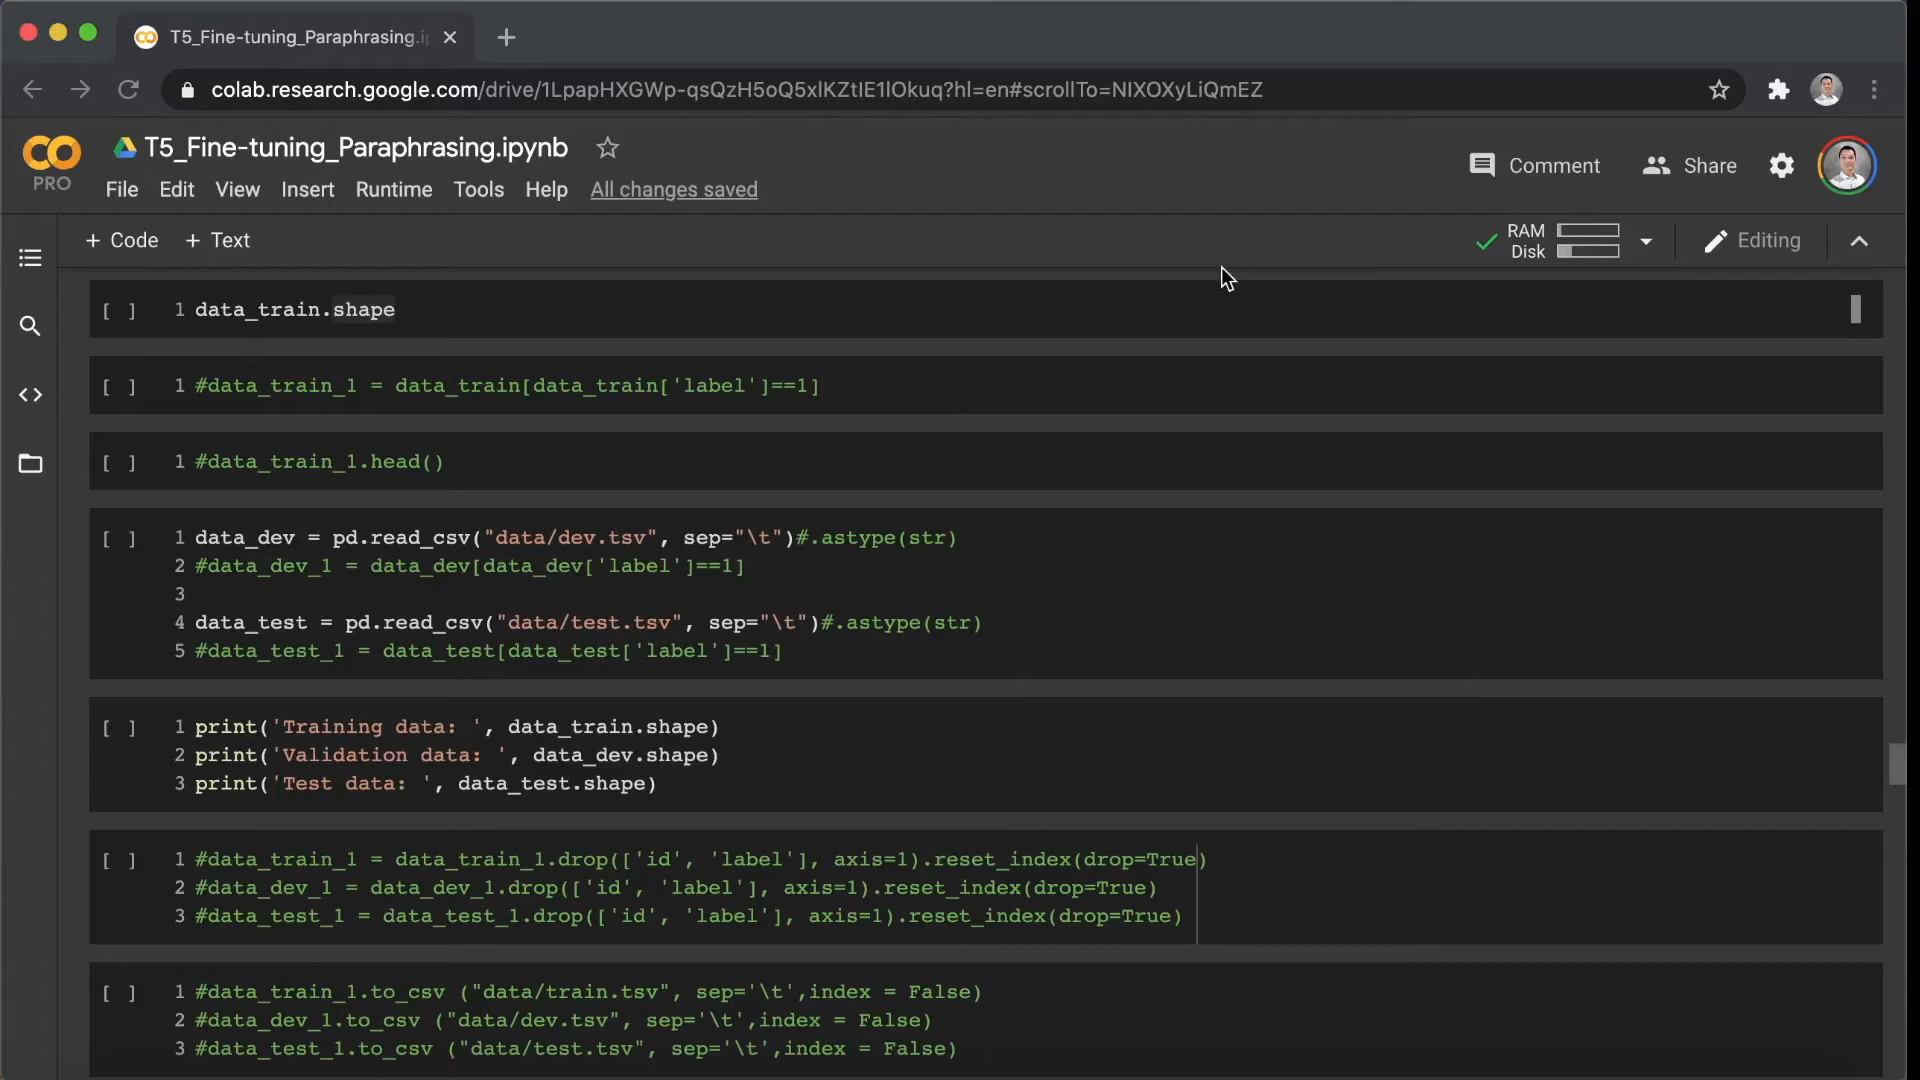 T5_Fine-tuning_Paraphrasing.i
colab.research.google.com/drive/1LpapHXGWp-qsQzH5oQ5xlKZtIE1lOkuq?hl=en#scrollTo=NIXOXyLiQmEZ
PRO
T5_Fine-tuning_Paraphrasing.ipynb
Comment
Share
File Edit View Insert Runtime Tools Help All changes saved
+ Code + Text
RAM
Disk
Editing
[ ] 1 data_train.shape
[ ] 1 #data_train_1 = data_train[data_train['label']==1]
[ ] 1 #data_train_1.head()
[ ] 1 data_dev = pd.read_csv("data/dev.tsv", sep="\t")#.astype(str)
2 #data_dev_1 = data_dev[data_dev['label']==1]
3
4 data_test = pd.read_csv("data/test.tsv", sep="\t")#.astype(str)
5 #data_test_1 = data_test[data_test['label']==1]
[ ] 1 print('Training data: ', data_train.shape)
2 print('Validation data: ', data_dev.shape)
3 print('Test data: ', data_test.shape)
[ ] 1 #data_train_1 = data_train_1.drop(['id', 'label'], axis=1).reset_index(drop=True)
2 #data_dev_1 = data_dev_1.drop(['id', 'label'], axis=1).reset_index(drop=True)
3 #data_test_1 = data_test_1.drop(['id', 'label'], axis=1).reset_index(drop=True)
[ ] 1 #data_train_1.to_csv ("data/train.tsv", sep='\t',index = False)
2 #data_dev_1.to_csv ("data/dev.tsv", sep='\t',index = False)
3 #data_test_1.to_csv ("data/test.tsv", sep='\t',index = False)